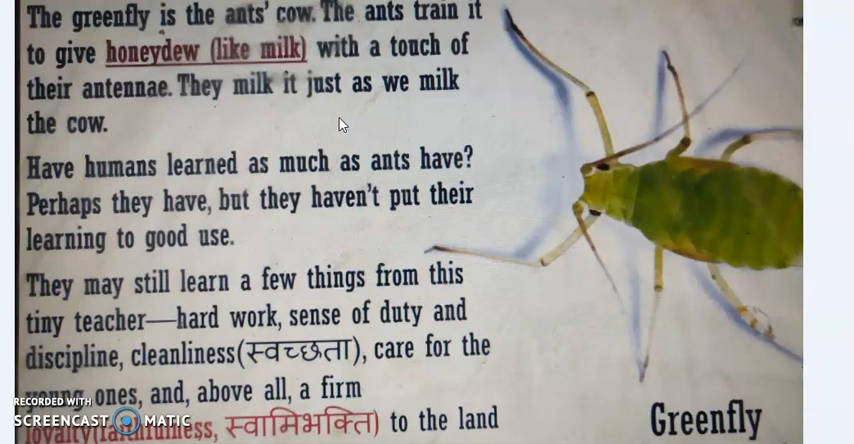 The greenfly is the ants' cow. The ants train it
to give honeydew (like milk) with a touch of
their antennae. They milk it just as we milk
the cow.
Have humans learned as much as ants have?
Perhaps they have, but they haven't put their
learning to good use.
They may still learn a few things from this
tiny teacher—hard work, sense of duty and
discipline, cleanliness(स्वच्छता), care for the
young ones, and, above all, a firm
loyalty(faithfulness, स्वामिभक्ति) to the land
Greenfly
RECORDED WITH
SCREENCAST MATIC